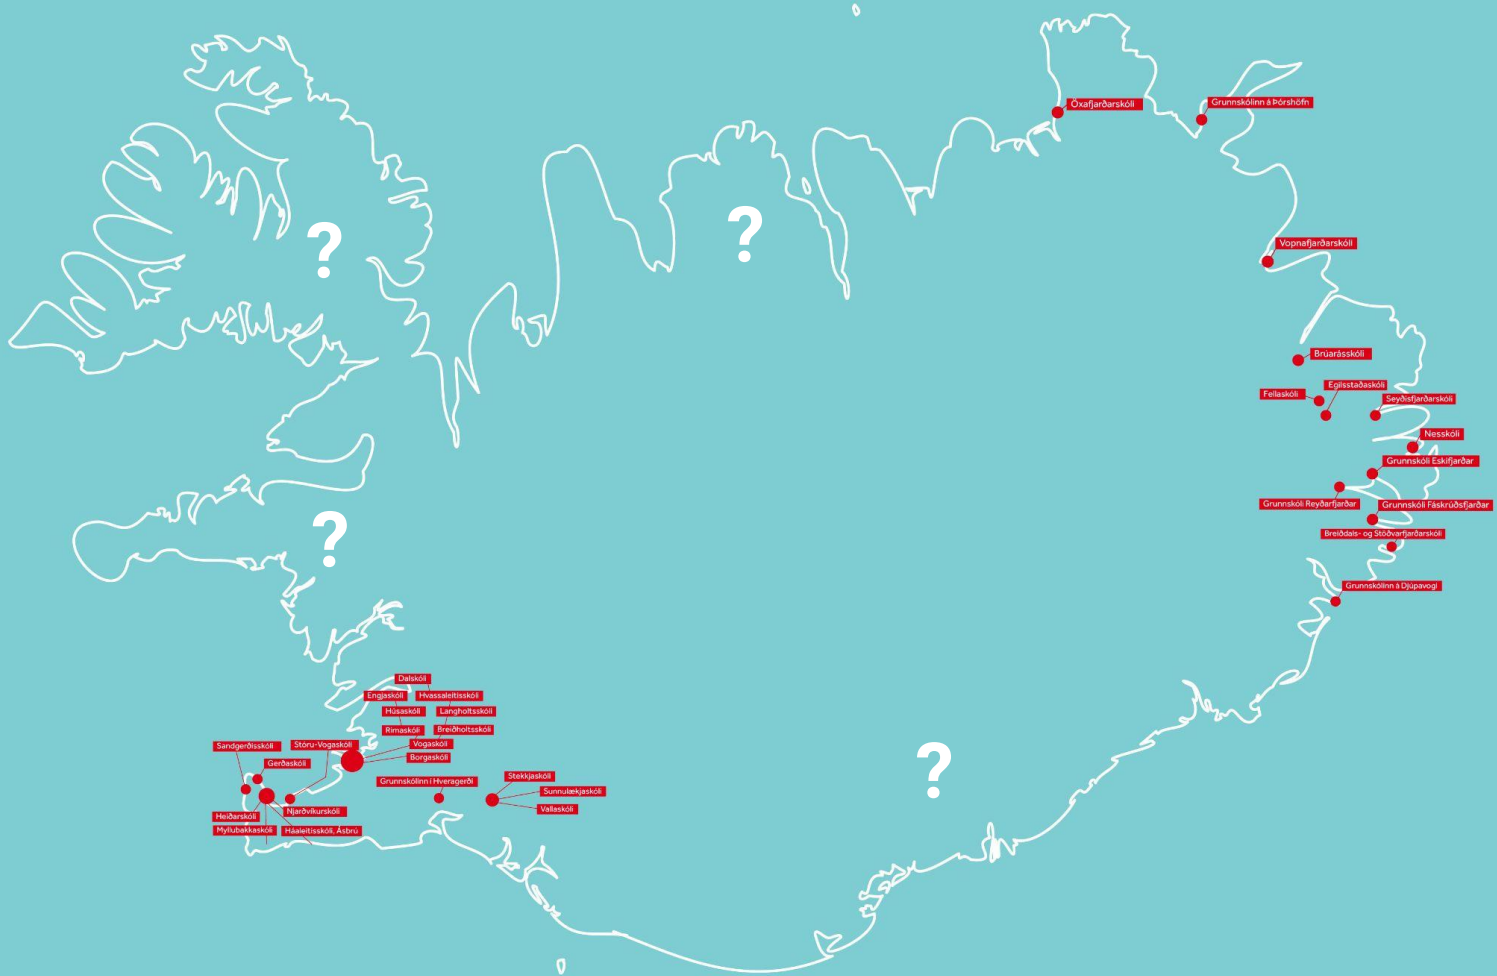 Öxafjarðarskóli
Grunnskólinn á Þórshöfn
?
?
Vopnafjarðarskóli
Brúarásskóli
Egilsstaðaskóli
Fellaskóli
Seyðisfjarðarskóli
Nesskóli
Grunnskóli Eskifjarðar
Grunnskóli Reyðarfjarðar
Grunnskóli Fáskrúðsfjarðar
?
Breiðdals- og Stöðvarfjarðarskóli
Grunnskólinn á Djúpavogi
Dalskóli
Engjaskóli
Hvassaleitisskóli
Húsaskóli
Langholtsskóli
Rimaskóli
Breiðholtsskóli
Sandgerðisskóli
Stóru-Vogaskóli
Vogaskóli
Borgaskóli
Gerðaskóli
?
Grunnskólinn í Hveragerði
Stekkjaskóli
Sunnulækjaskóli
Vallaskóli
Njarðvíkurskóli
Heiðarskóli
Myllubakkaskóli
Háaleitisskóli, Ásbrú